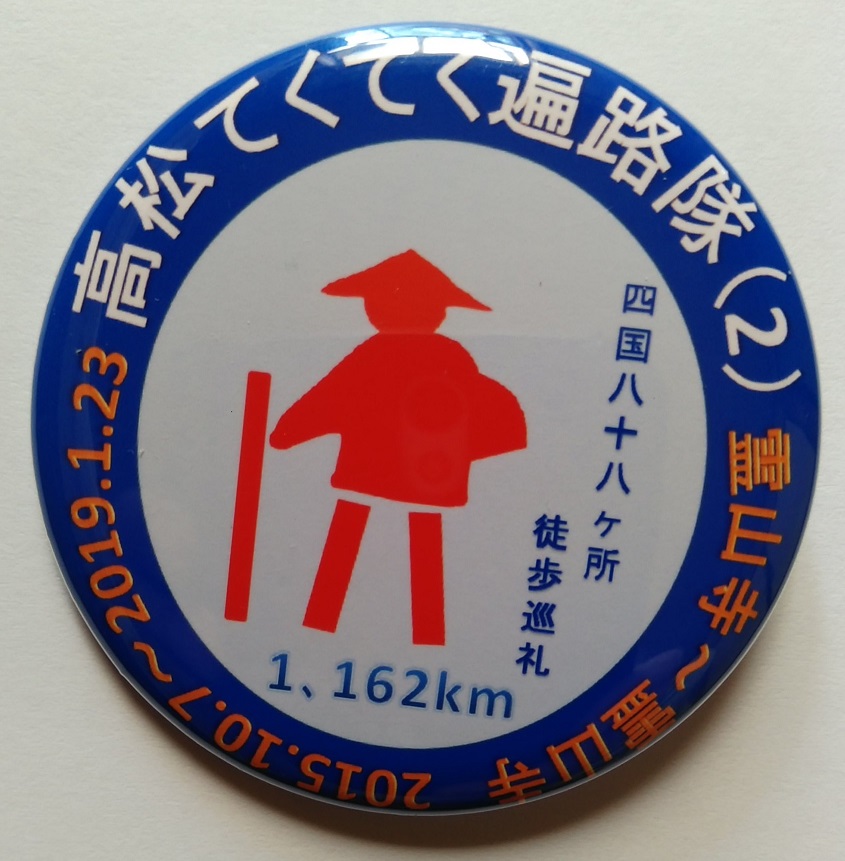 高松てくてく遍路隊(2)
霊山寺～霊山寺
2015.10.7～2019.1.23
四国八十八ヶ所
徒歩巡礼
1、162km